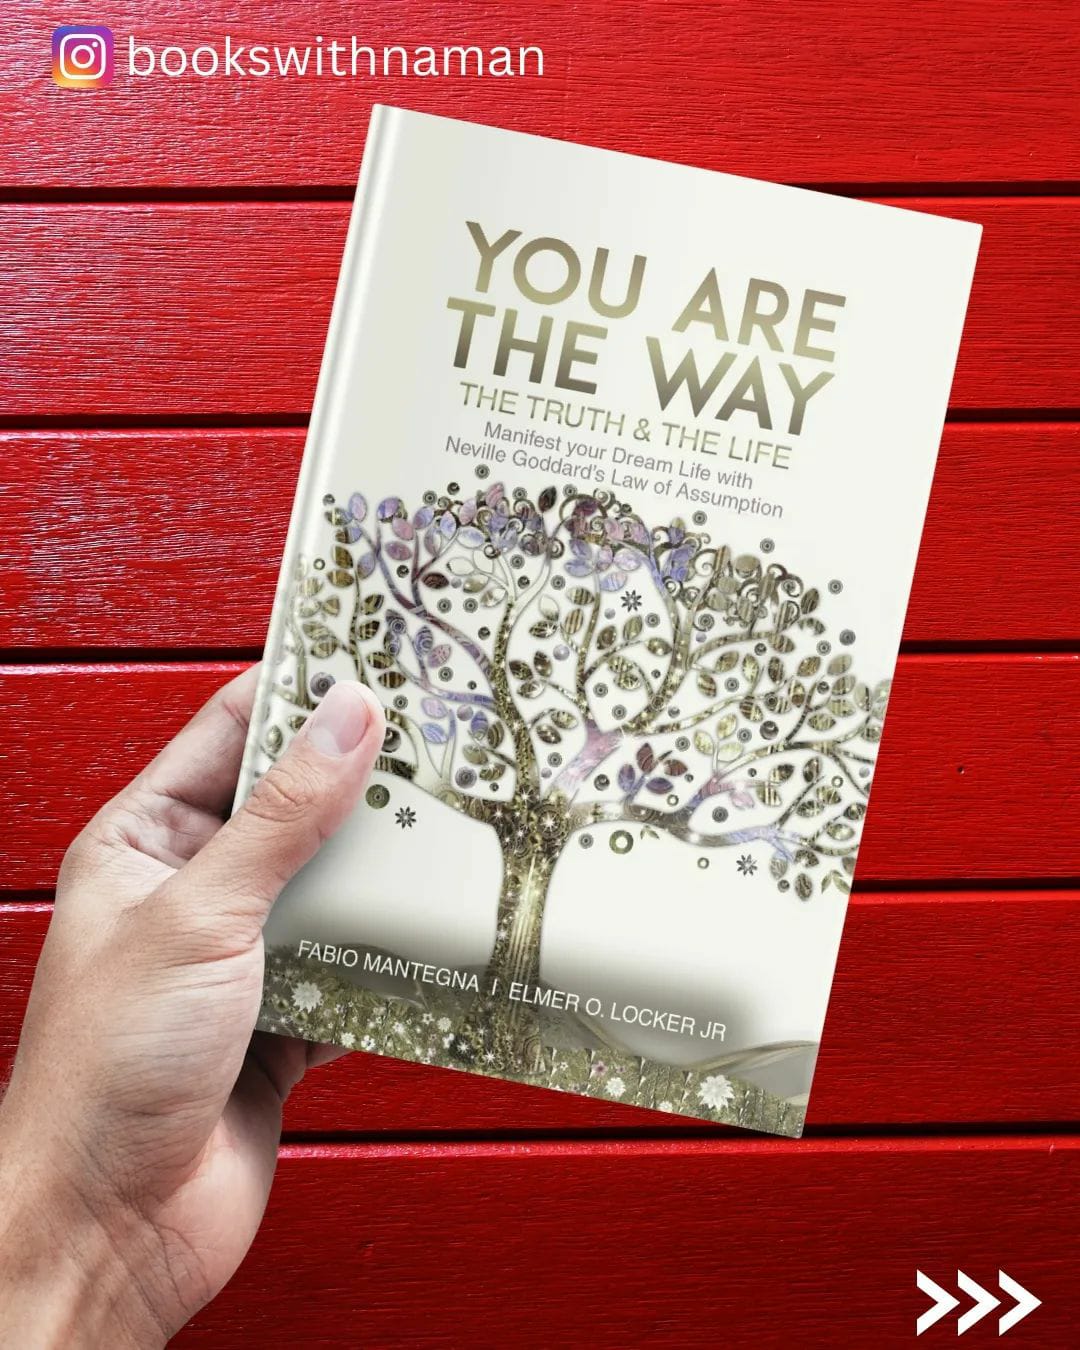 bookswithnaman
YOU ARE
THE WAY
THE TRUTH & THE LIFE
Manifest your Dream Life with
Neville Goddard's Law of Assumption
FABIO MANTEGNA | ELMER O. LOCKER JR